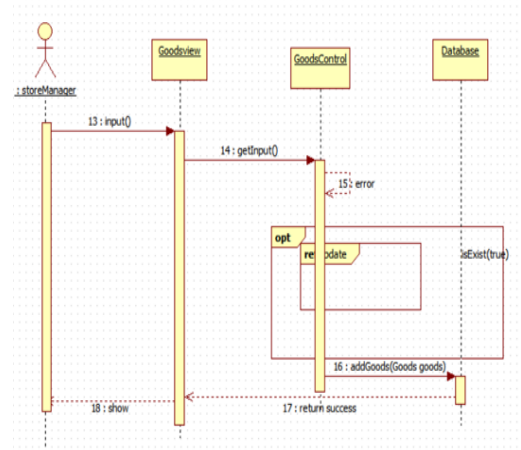 Goodsview
GoodsControl
Database
: storeManager
13 : input()
14 : getInput()
15 : error
opt
isExist(true)
16 : addGoods(Goods goods)
17 : return success
18 : show